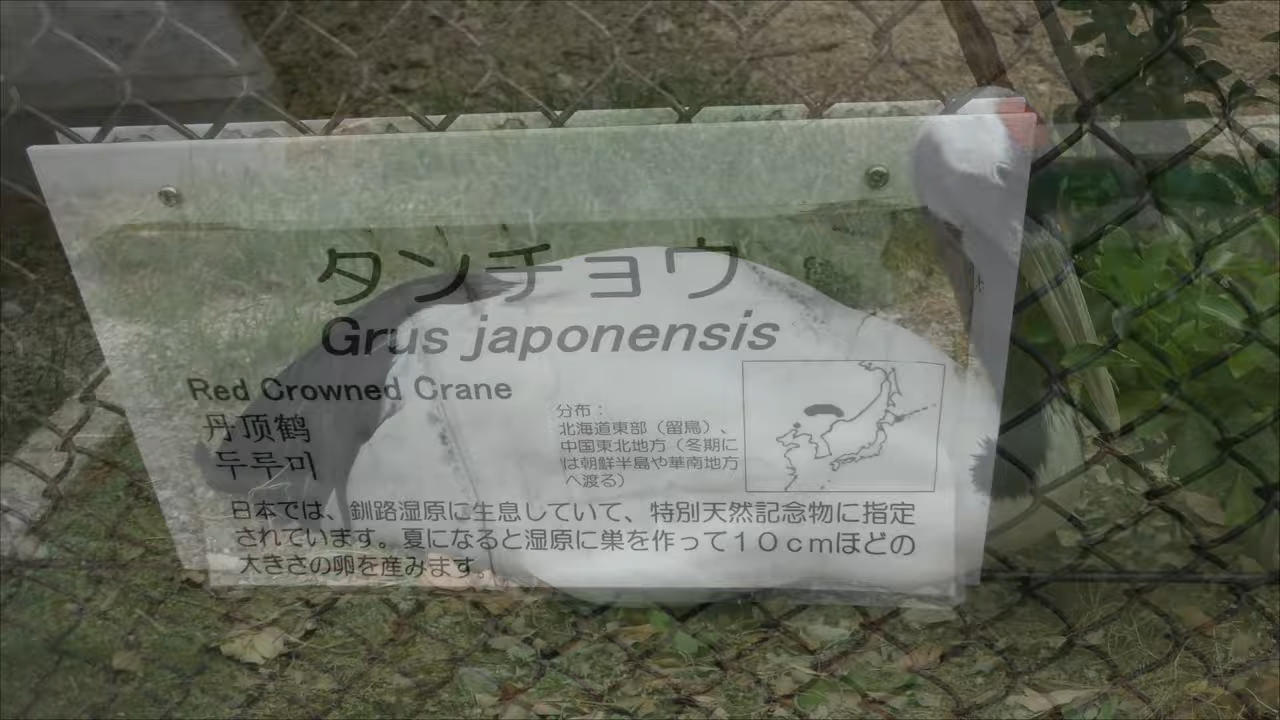 タンチョウ
Grus japonensis
Red Crowned Crane
丹顶鹤
두루미
分布：
北海道東部（留鳥）、
中国東北地方（冬期に
は朝鮮半島や華南地方
へ渡る）
日本では、釧路湿原に生息していて、特別天然記念物に指定
されています。夏になると湿原に巣を作って１０ｃｍほどの
大きさの卵を産みます。